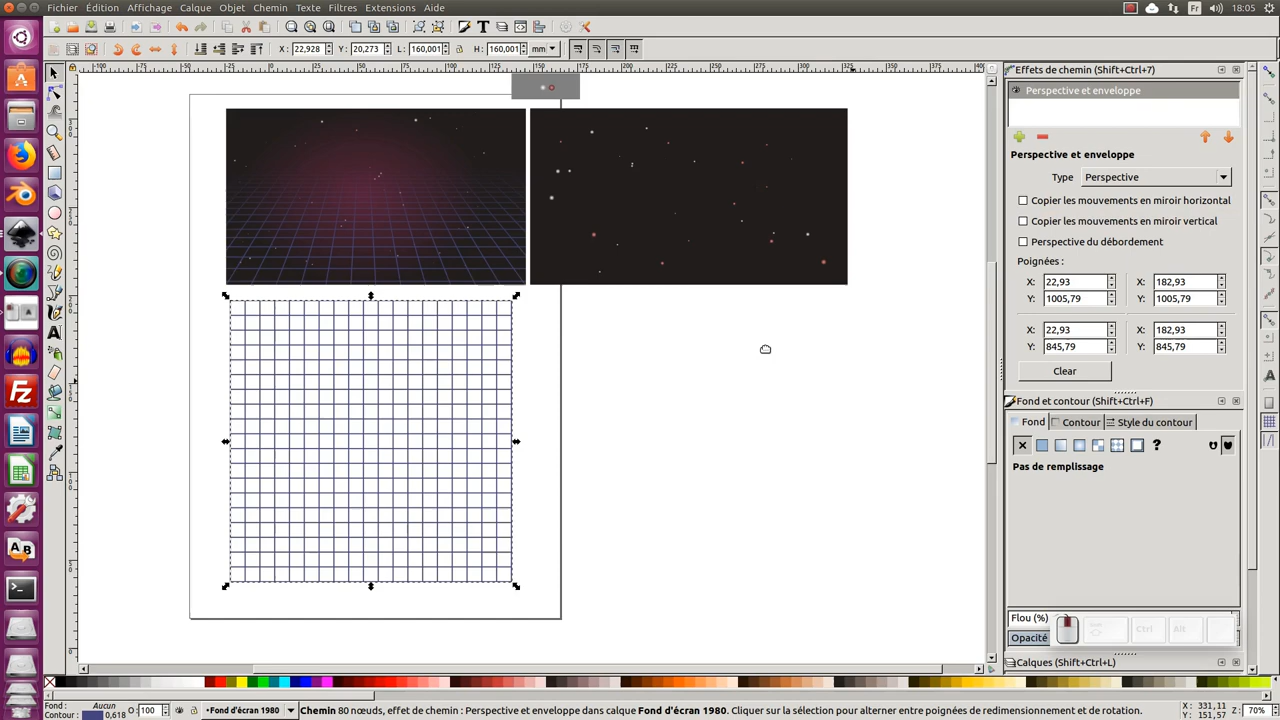 Fichier Édition Affichage Calque Objet Chemin Texte Filtres Extensions Aide
Fr 18:05
X: 22,928 Y: 20,273 L: 160,001 H: 160,001 mm
Effets de chemin (Shift+Ctrl+7)
Perspective et enveloppe
Perspective et enveloppe
Type Perspective
Copier les mouvements en miroir horizontal
Copier les mouvements en miroir vertical
Perspective du débordement
Poignées:
X: 22,93 X: 182,93
Y: 1005,79 Y: 1005,79
X: 22,93 X: 182,93
Y: 845,79 Y: 845,79
Clear
Fond et contour (Shift+Ctrl+F)
Fond Contour Style du contour
Pas de remplissage
Flou (%)
Opacité
Ctrl Alt
Calques (Shift+Ctrl+L)
Fond : Aucun
Contour : 0,618
O: 100
•Fond d'écran 1980
Chemin 80 nœuds, effet de chemin : Perspective et enveloppe dans calque Fond d'écran 1980. Cliquer sur la sélection pour alterner entre poignées de redimensionnement et de rotation.
X : 331,11
Y : 151,57
Z: 70%